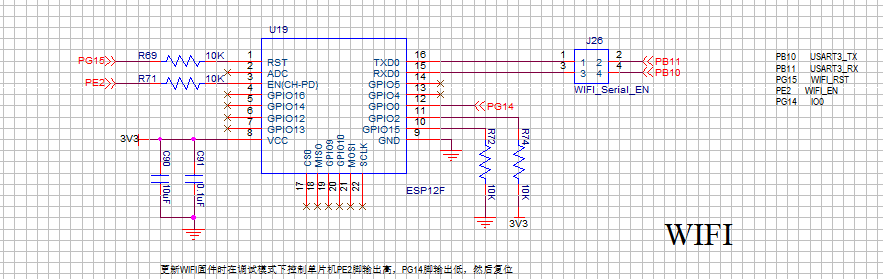 U19
J26
PG15
R69
10K
1
RST
TXD0
16
1
1
2
2
PB11
2
ADC
RXD0
15
3
3
4
4
PB10
PE2
R71
10K
3
EN(CH-PD)
GPIO5
14
WIFI_Serial_EN
4
GPIO16
GPIO4
13
5
GPIO14
GPIO0
12
PG14
6
GPIO12
GPIO2
11
7
GPIO13
GPIO15
10
3V3
8
VCC
GND
9
PB10 USART3_TX
PB11 USART3_RX
PG15 WIFI_RST
PE2 WIFI_EN
PG14 IO0
C90
10uF
C91
0.1uF
CS0
MISO
GPIO9
GPIO10
MOSI
SCLK
17
18
19
20
21
22
ESP12F
R72
10K
R74
10K
3V3
WIFI
更新WIFI固件时在调试模式下控制单片机PE2脚输出高，PG14脚输出低，然后复位